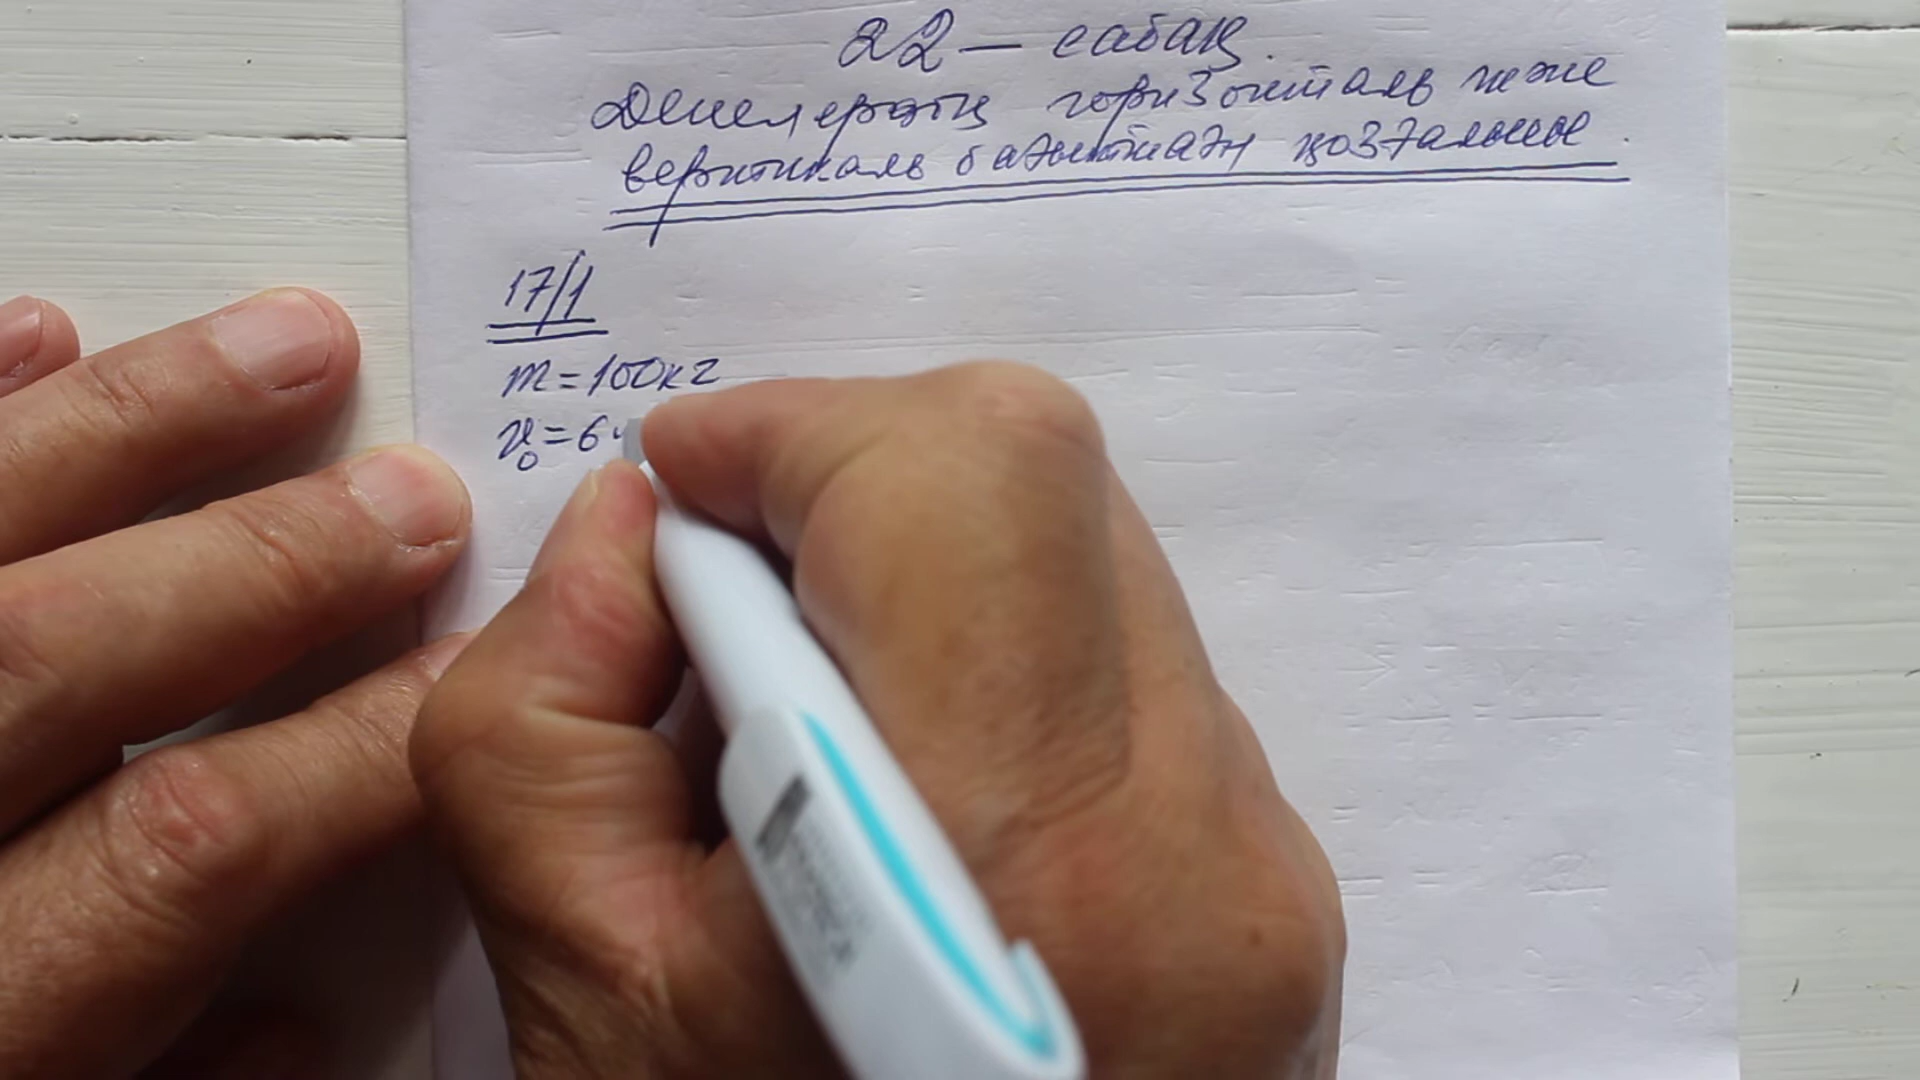 22 — сабақ.
Денелердің горизонталь және
вертикаль бағыттағы қозғалысы.
17/1
m = 100кг
v₀ = 6